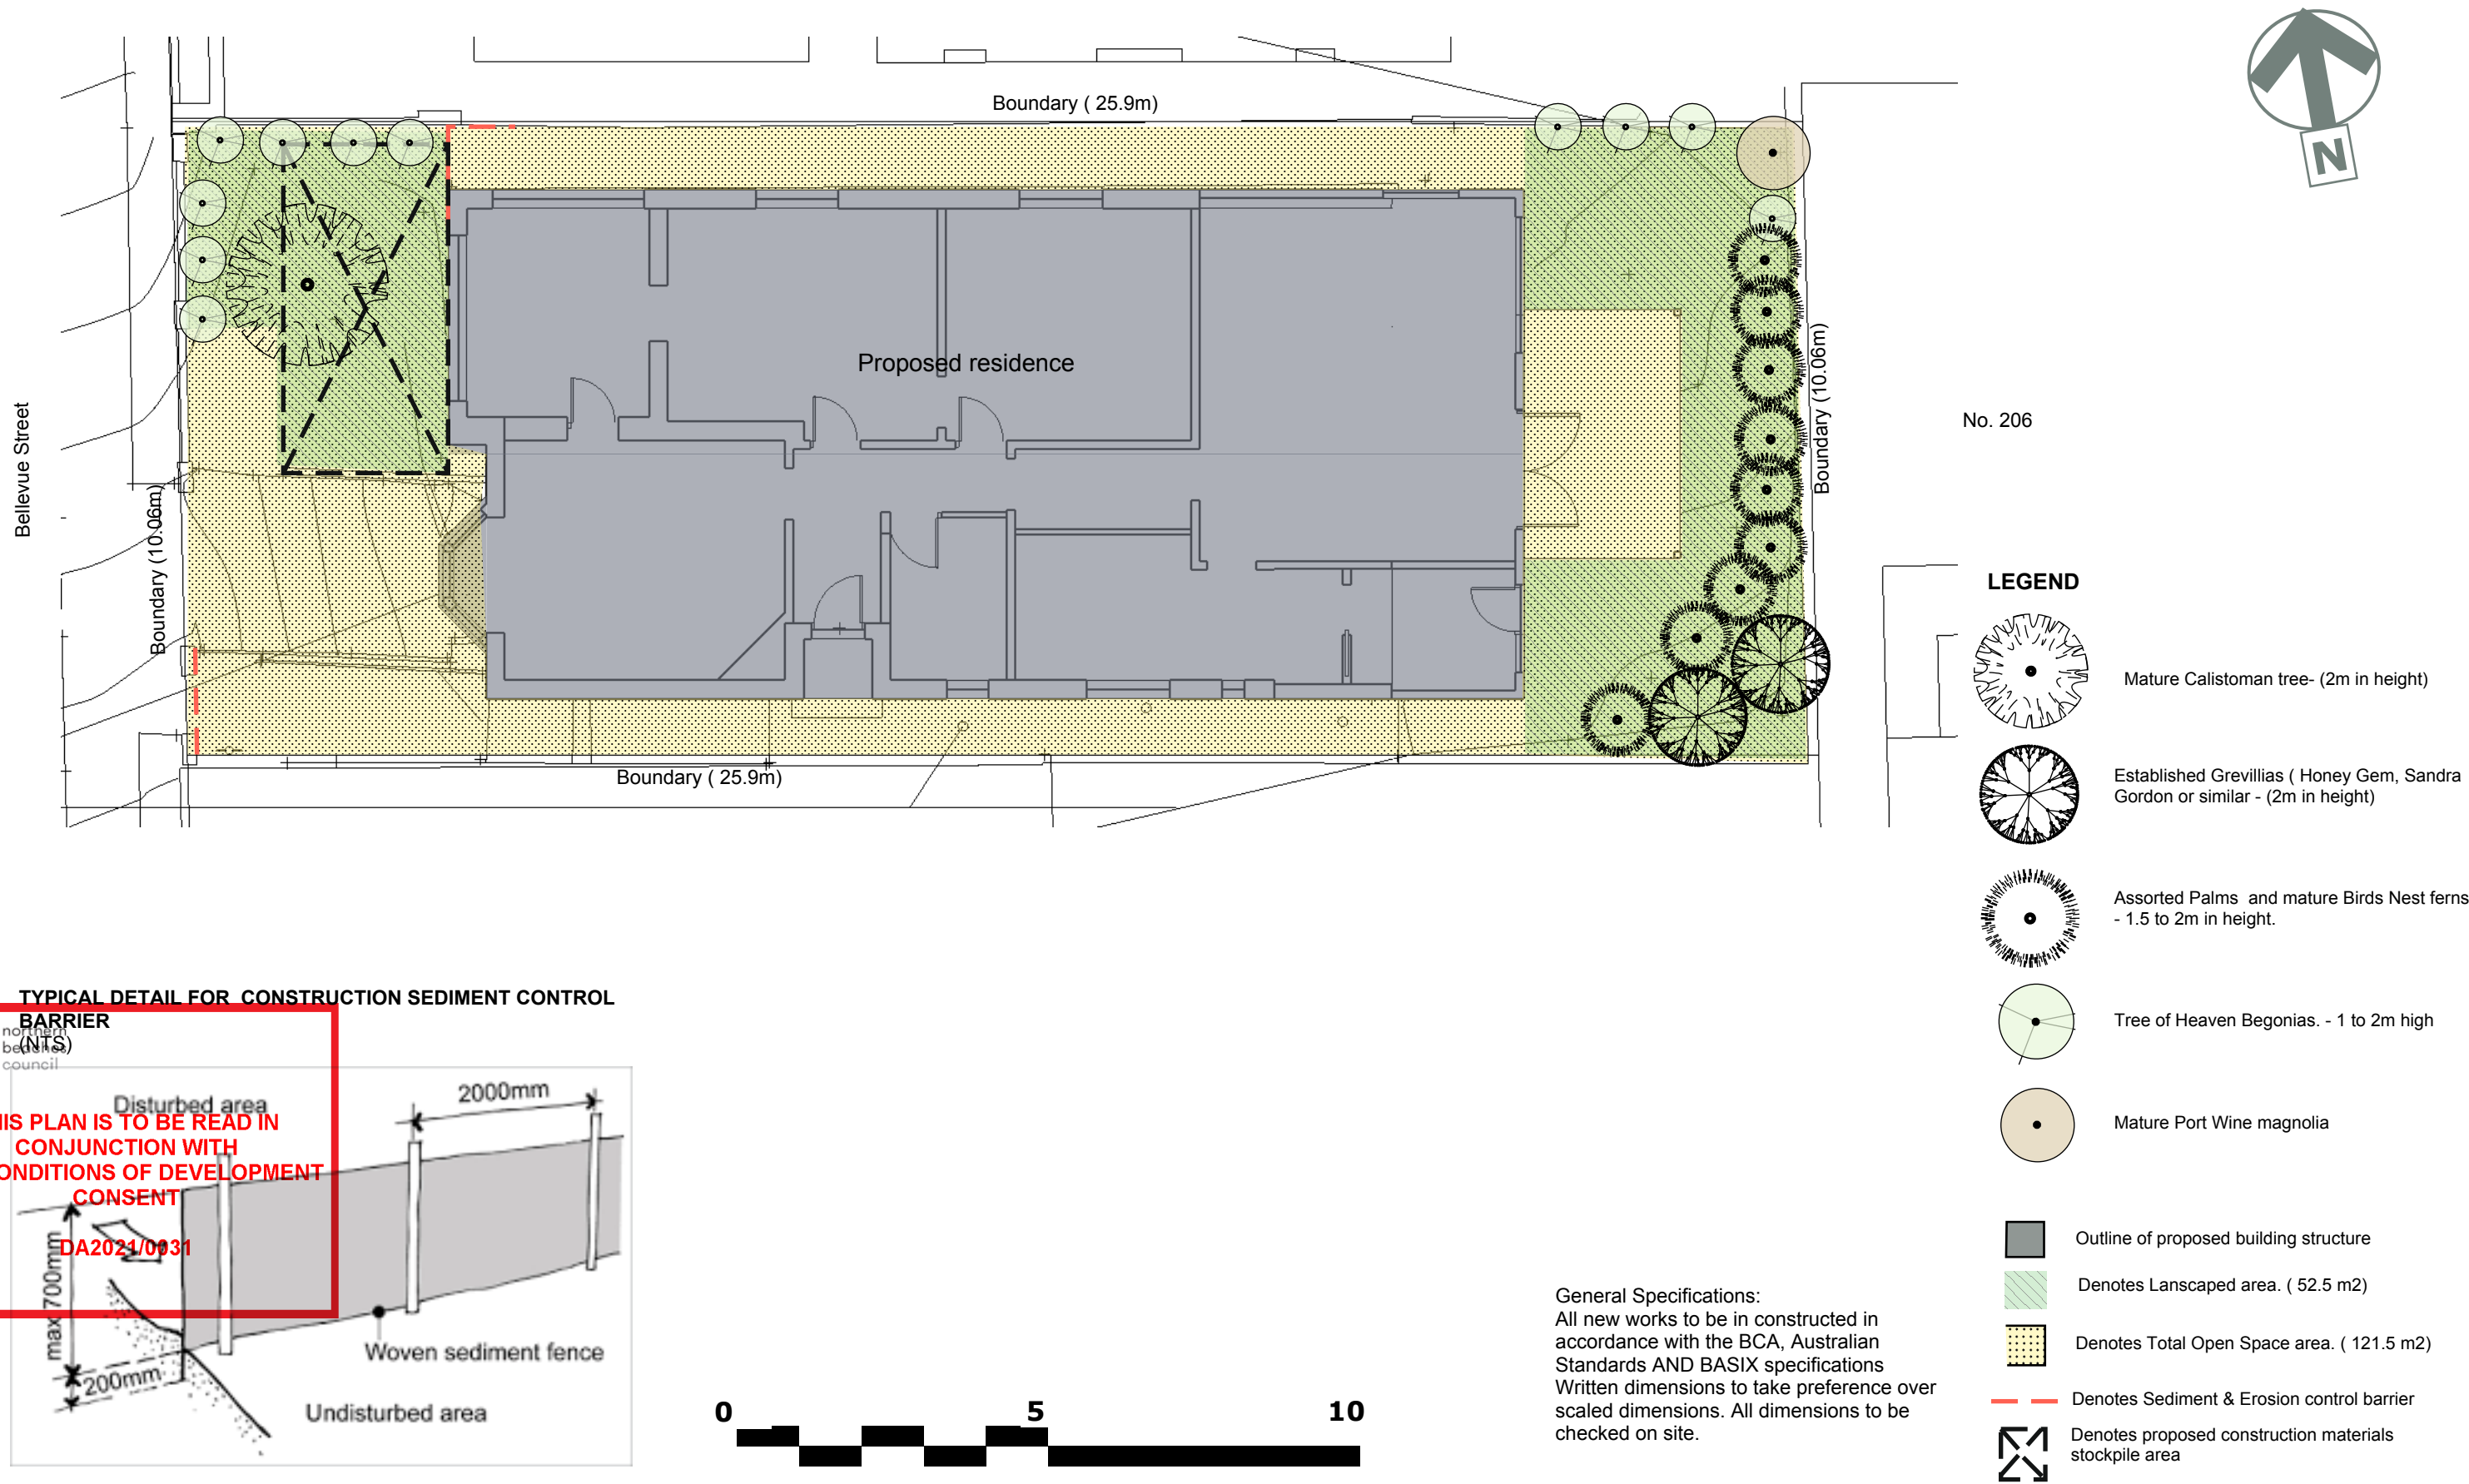 Boundary ( 25.9m)
N
Proposed residence
Bellevue Street
Boundary (10.06m)
Boundary (10.06m)
No. 206
Boundary ( 25.9m)
LEGEND
Mature Calistoman tree- (2m in height)
Established Grevillias ( Honey Gem, Sandra
Gordon or similar - (2m in height)
Assorted Palms and mature Birds Nest ferns
- 1.5 to 2m in height.
Tree of Heaven Begonias. - 1 to 2m high
Mature Port Wine magnolia
Outline of proposed building structure
Denotes Lanscaped area. ( 52.5 m2)
Denotes Total Open Space area. ( 121.5 m2)
Denotes Sediment & Erosion control barrier
Denotes proposed construction materials
stockpile area
TYPICAL DETAIL FOR CONSTRUCTION SEDIMENT CONTROL
BARRIER
(NTS)
northern
beaches
council
Disturbed area
HIS PLAN IS TO BE READ IN
CONJUNCTION WITH
ONDITIONS OF DEVELOPMENT
CONSENT
DA2021/0031
2000mm
max 700mm
200mm
Woven sediment fence
Undisturbed area
0 5 10
General Specifications:
All new works to be in constructed in
accordance with the BCA, Australian
Standards AND BASIX specifications
Written dimensions to take preference over
scaled dimensions. All dimensions to be
checked on site.